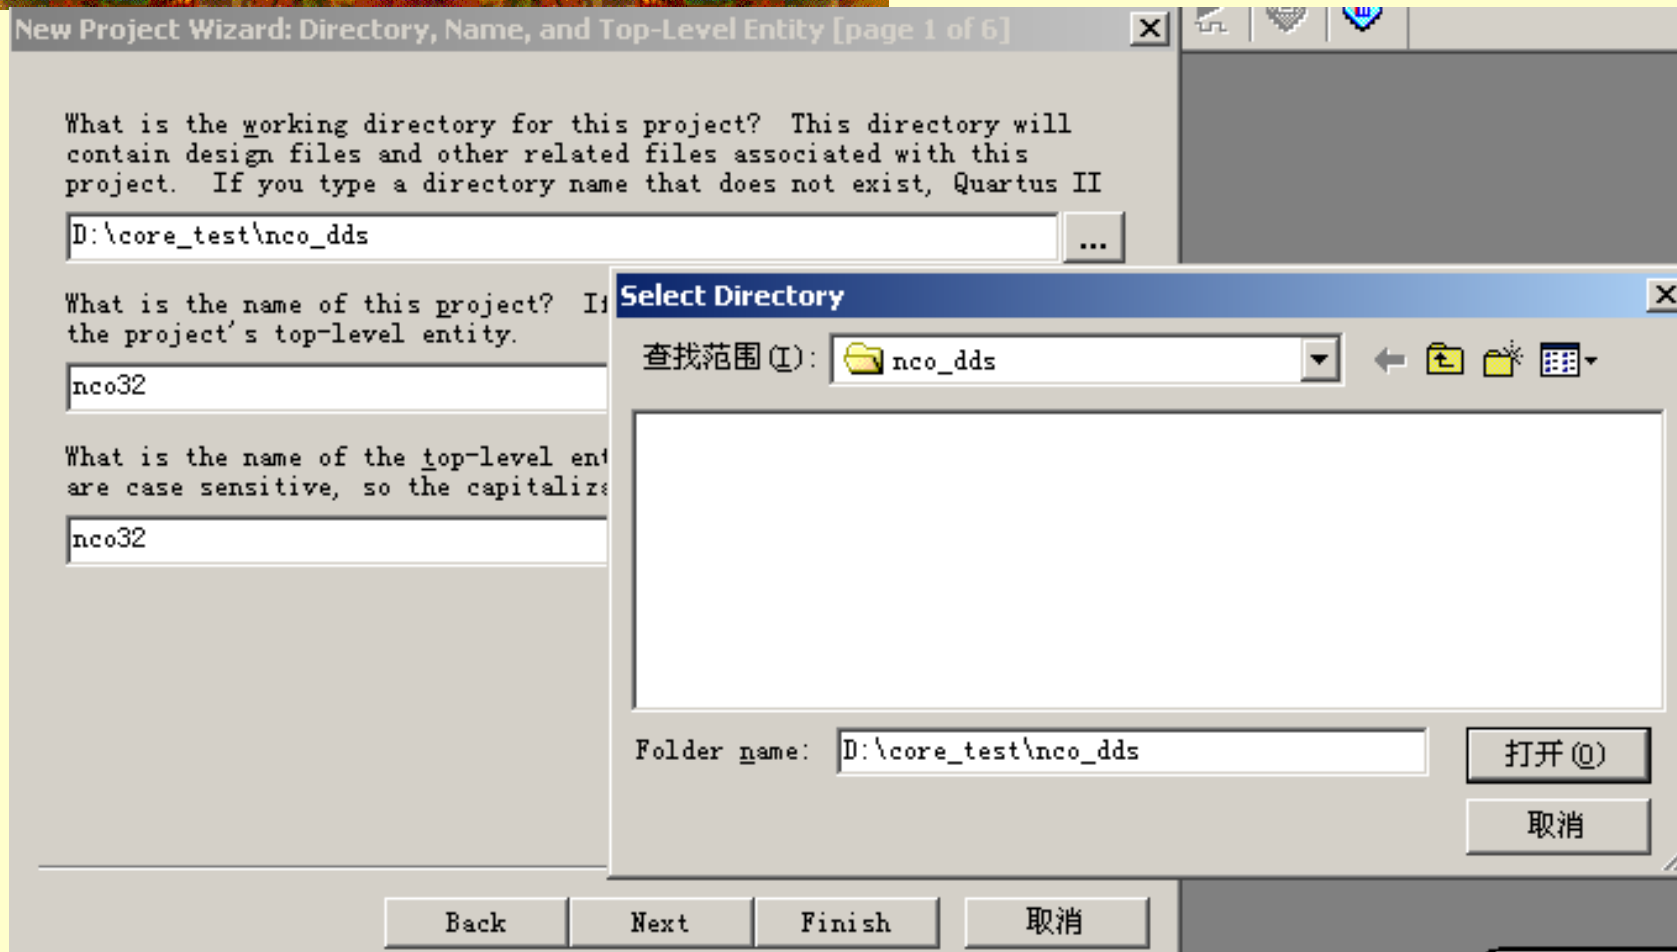 New Project Wizard: Directory, Name, and Top-Level Entity [page 1 of 6]
What is the working directory for this project? This directory will
contain design files and other related files associated with this
project. If you type a directory name that does not exist, Quartus II
D:\core_test\nco_dds
...
What is the name of this project? If
the project's top-level entity.
nco32
What is the name of the top-level ent
are case sensitive, so the capitaliza
nco32
Select Directory
查找范围(I):
nco_dds
Folder name:
D:\core_test\nco_dds
打开(O)
取消
Back
Next
Finish
取消